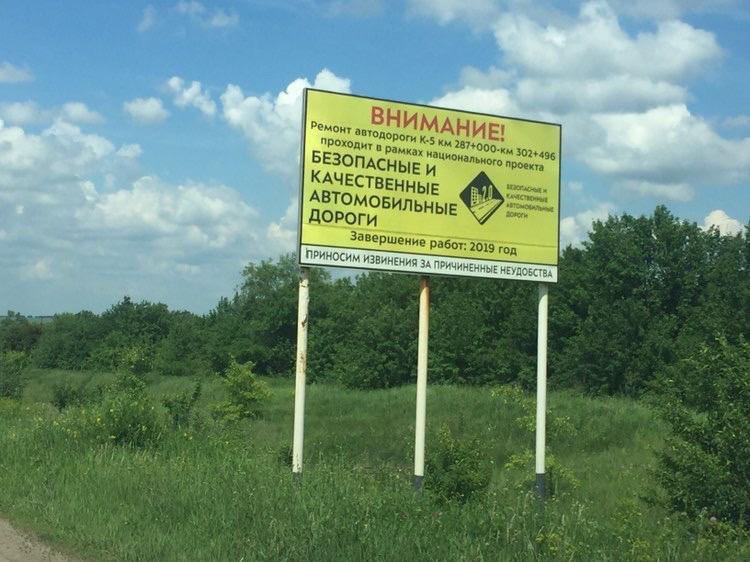 ВНИМАНИЕ!
Ремонт автодороги К-5 км 287+000-км 302+496
проходит в рамках национального проекта
БЕЗОПАСНЫЕ И
КАЧЕСТВЕННЫЕ
АВТОМОБИЛЬНЫЕ
ДОРОГИ
БЕЗОПАСНЫЕ И
КАЧЕСТВЕННЫЕ
АВТОМОБИЛЬНЫЕ
ДОРОГИ
Завершение работ: 2019 год
ПРИНОСИМ ИЗВИНЕНИЯ ЗА ПРИЧИНЕННЫЕ НЕУДОБСТВА